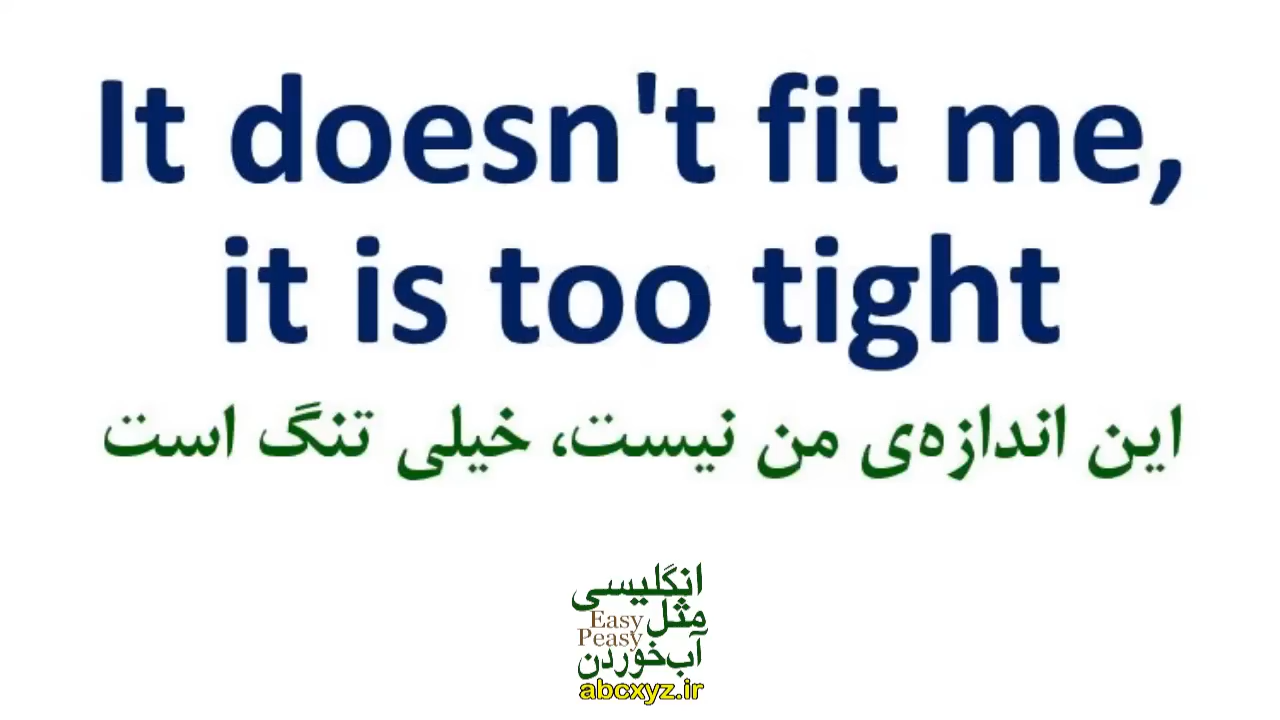 It doesn't fit me,
it is too tight
این اندازه‌ی من نیست، خیلی تنگ است
انگلیسی
مثل
Easy
Peasy
آب‌خوردن
abcxyz.ir